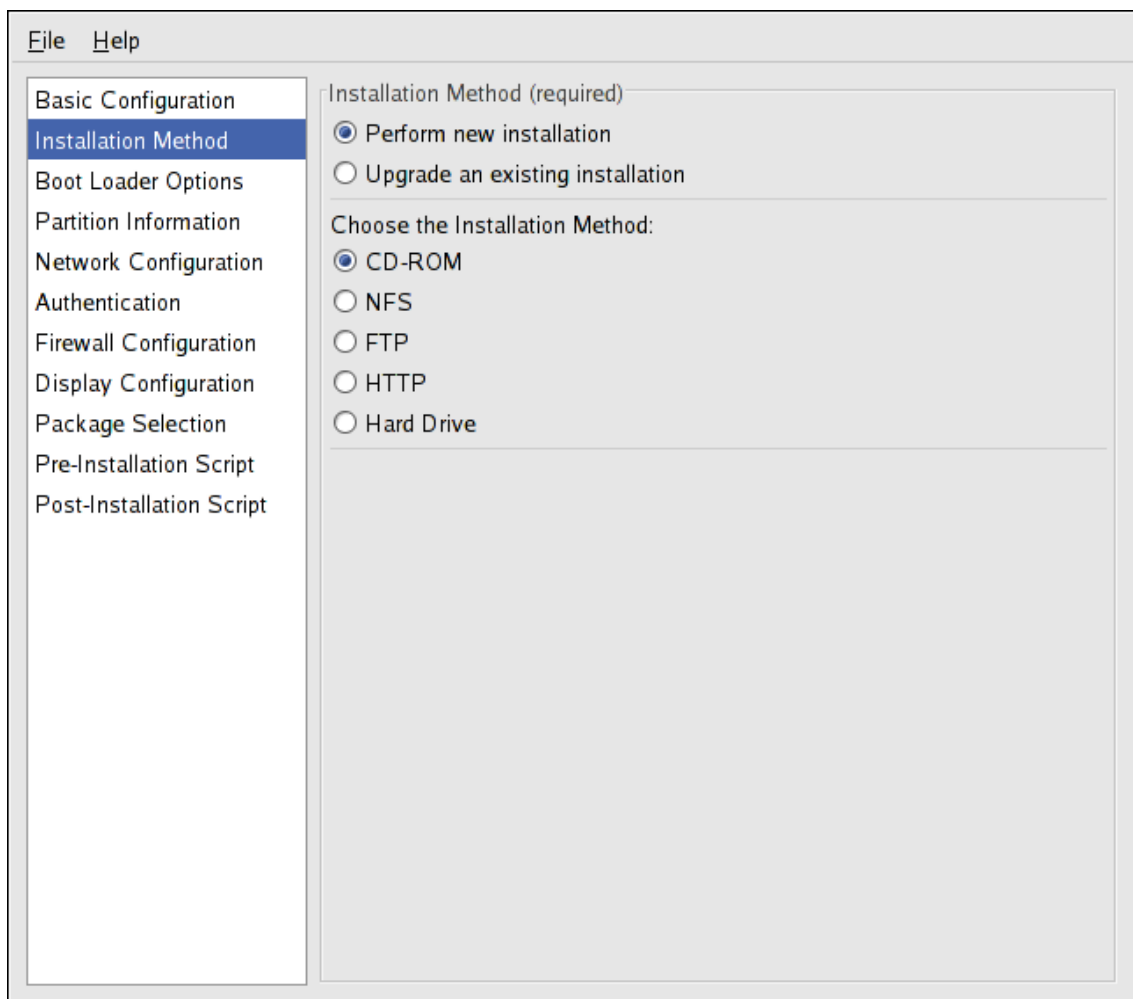 File Help
Basic Configuration
Installation Method
Boot Loader Options
Partition Information
Network Configuration
Authentication
Firewall Configuration
Display Configuration
Package Selection
Pre-Installation Script
Post-Installation Script
Installation Method (required)
Perform new installation
Upgrade an existing installation
Choose the Installation Method:
CD-ROM
NFS
FTP
HTTP
Hard Drive